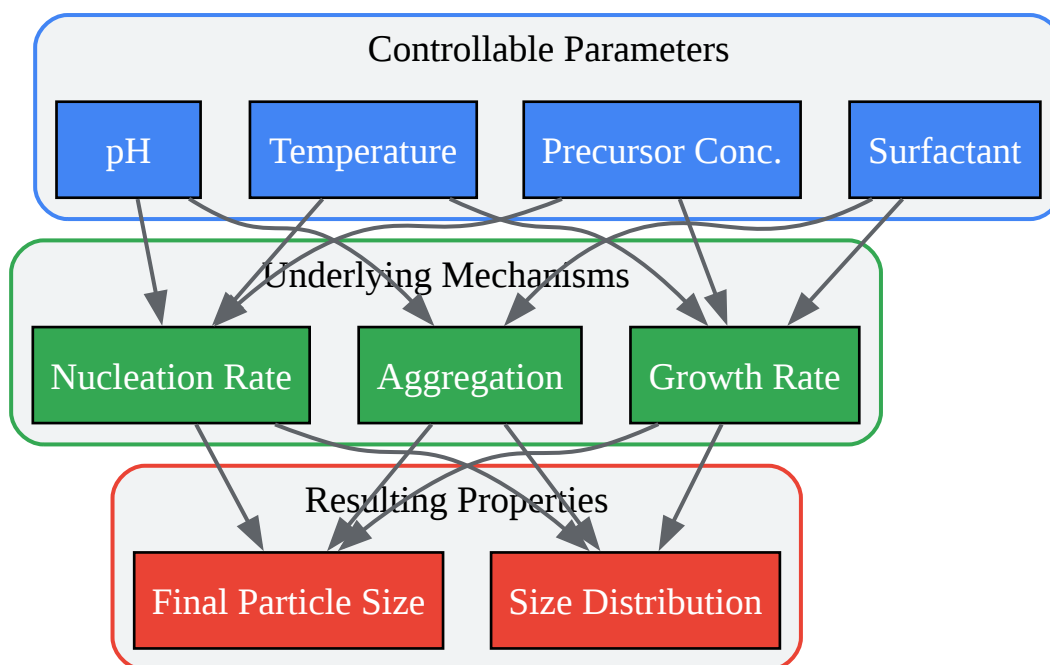 Controllable Parameters
pH
Temperature
Precursor Conc.
Surfactant
Underlying Mechanisms
Nucleation Rate
Aggregation
Growth Rate
Resulting Properties
Final Particle Size
Size Distribution